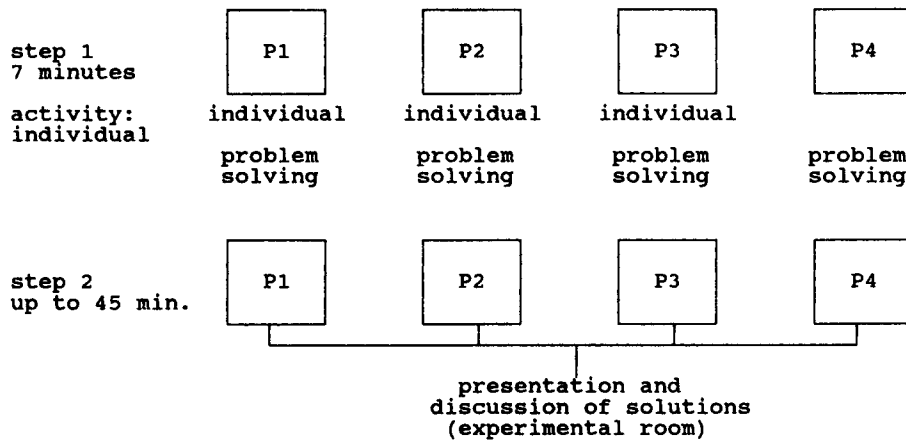 step 1
7 minutes
P1 P2 P3 P4
activity:
individual
individual individual individual
problem problem problem problem
solving solving solving solving
step 2
up to 45 min.
P1 P2 P3 P4
presentation and
discussion of solutions
(experimental room)